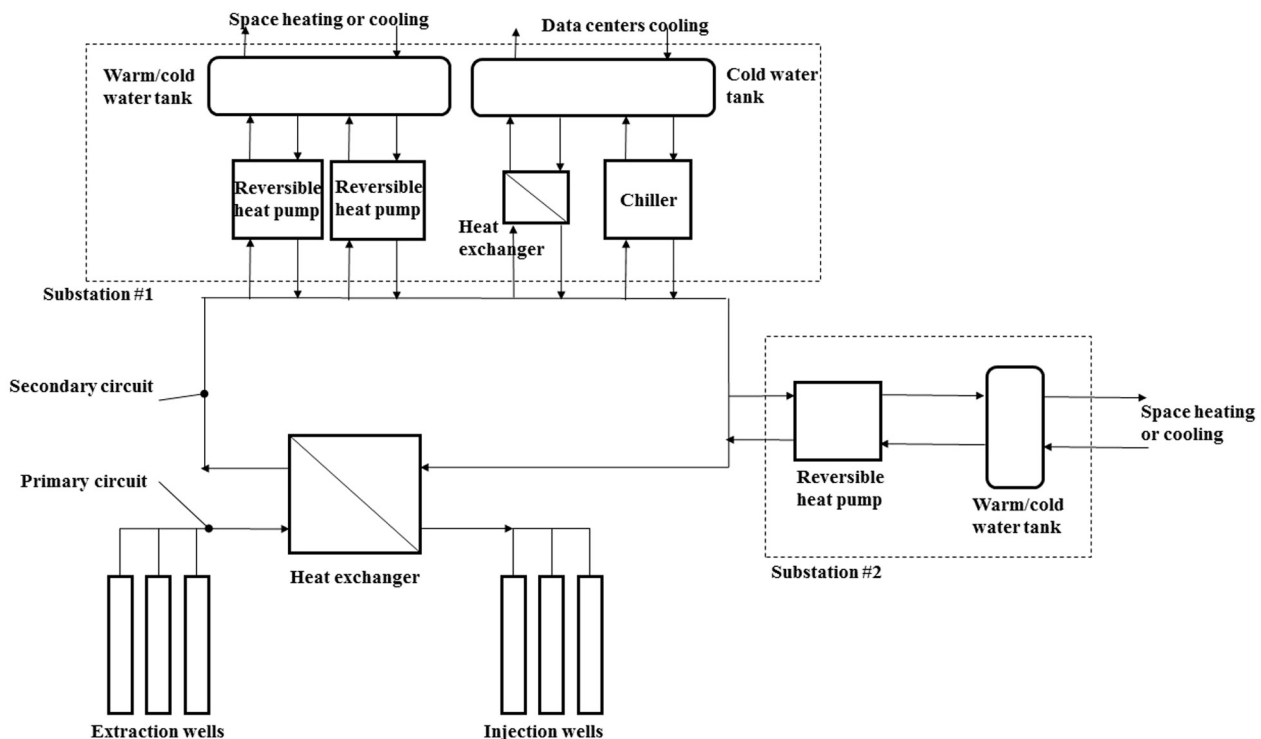 Space heating or cooling
Data centers cooling
Warm/cold
water tank
Cold water
tank
Reversible
heat pump
Reversible
heat pump
Heat
exchanger
Chiller
Substation #1
Secondary circuit
Primary circuit
Heat exchanger
Extraction wells
Injection wells
Reversible
heat pump
Warm/cold
water tank
Space heating
or cooling
Substation #2